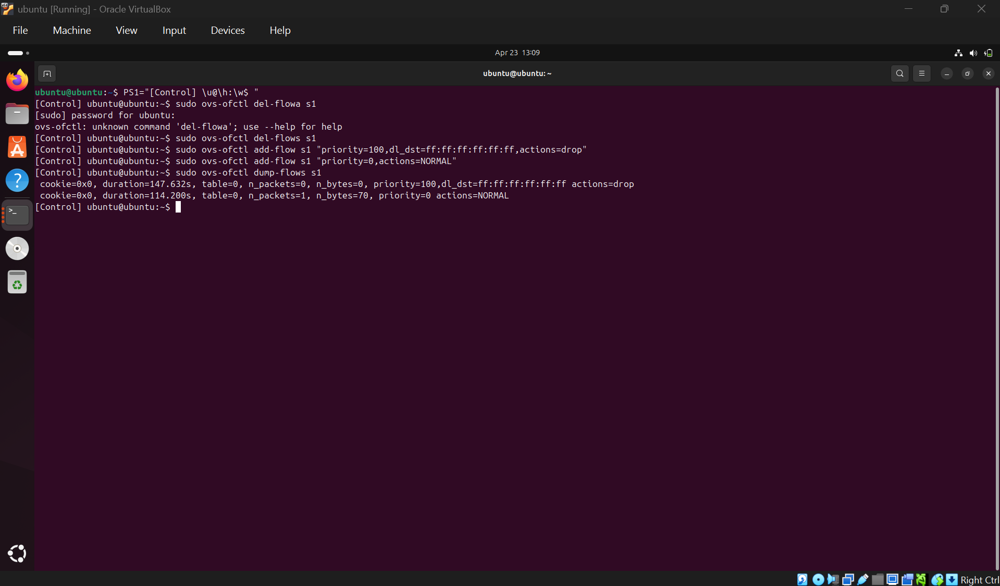 ubuntu [Running] - Oracle VirtualBox
File Machine View Input Devices Help
Apr 23 13:09
ubuntu@ubuntu: ~
ubuntu@ubuntu:~$ PS1="[Control] \u@\h:\w$ "
[Control] ubuntu@ubuntu:~$ sudo ovs-ofctl del-flowa s1
[sudo] password for ubuntu:
ovs-ofctl: unknown command 'del-flowa'; use --help for help
[Control] ubuntu@ubuntu:~$ sudo ovs-ofctl del-flows s1
[Control] ubuntu@ubuntu:~$ sudo ovs-ofctl add-flow s1 "priority=100,dl_dst=ff:ff:ff:ff:ff:ff,actions=drop"
[Control] ubuntu@ubuntu:~$ sudo ovs-ofctl add-flow s1 "priority=0,actions=NORMAL"
[Control] ubuntu@ubuntu:~$ sudo ovs-ofctl dump-flows s1
cookie=0x0, duration=147.632s, table=0, n_packets=0, n_bytes=0, priority=100,dl_dst=ff:ff:ff:ff:ff:ff actions=drop
cookie=0x0, duration=114.200s, table=0, n_packets=1, n_bytes=70, priority=0 actions=NORMAL
[Control] ubuntu@ubuntu:~$
Right Ctrl